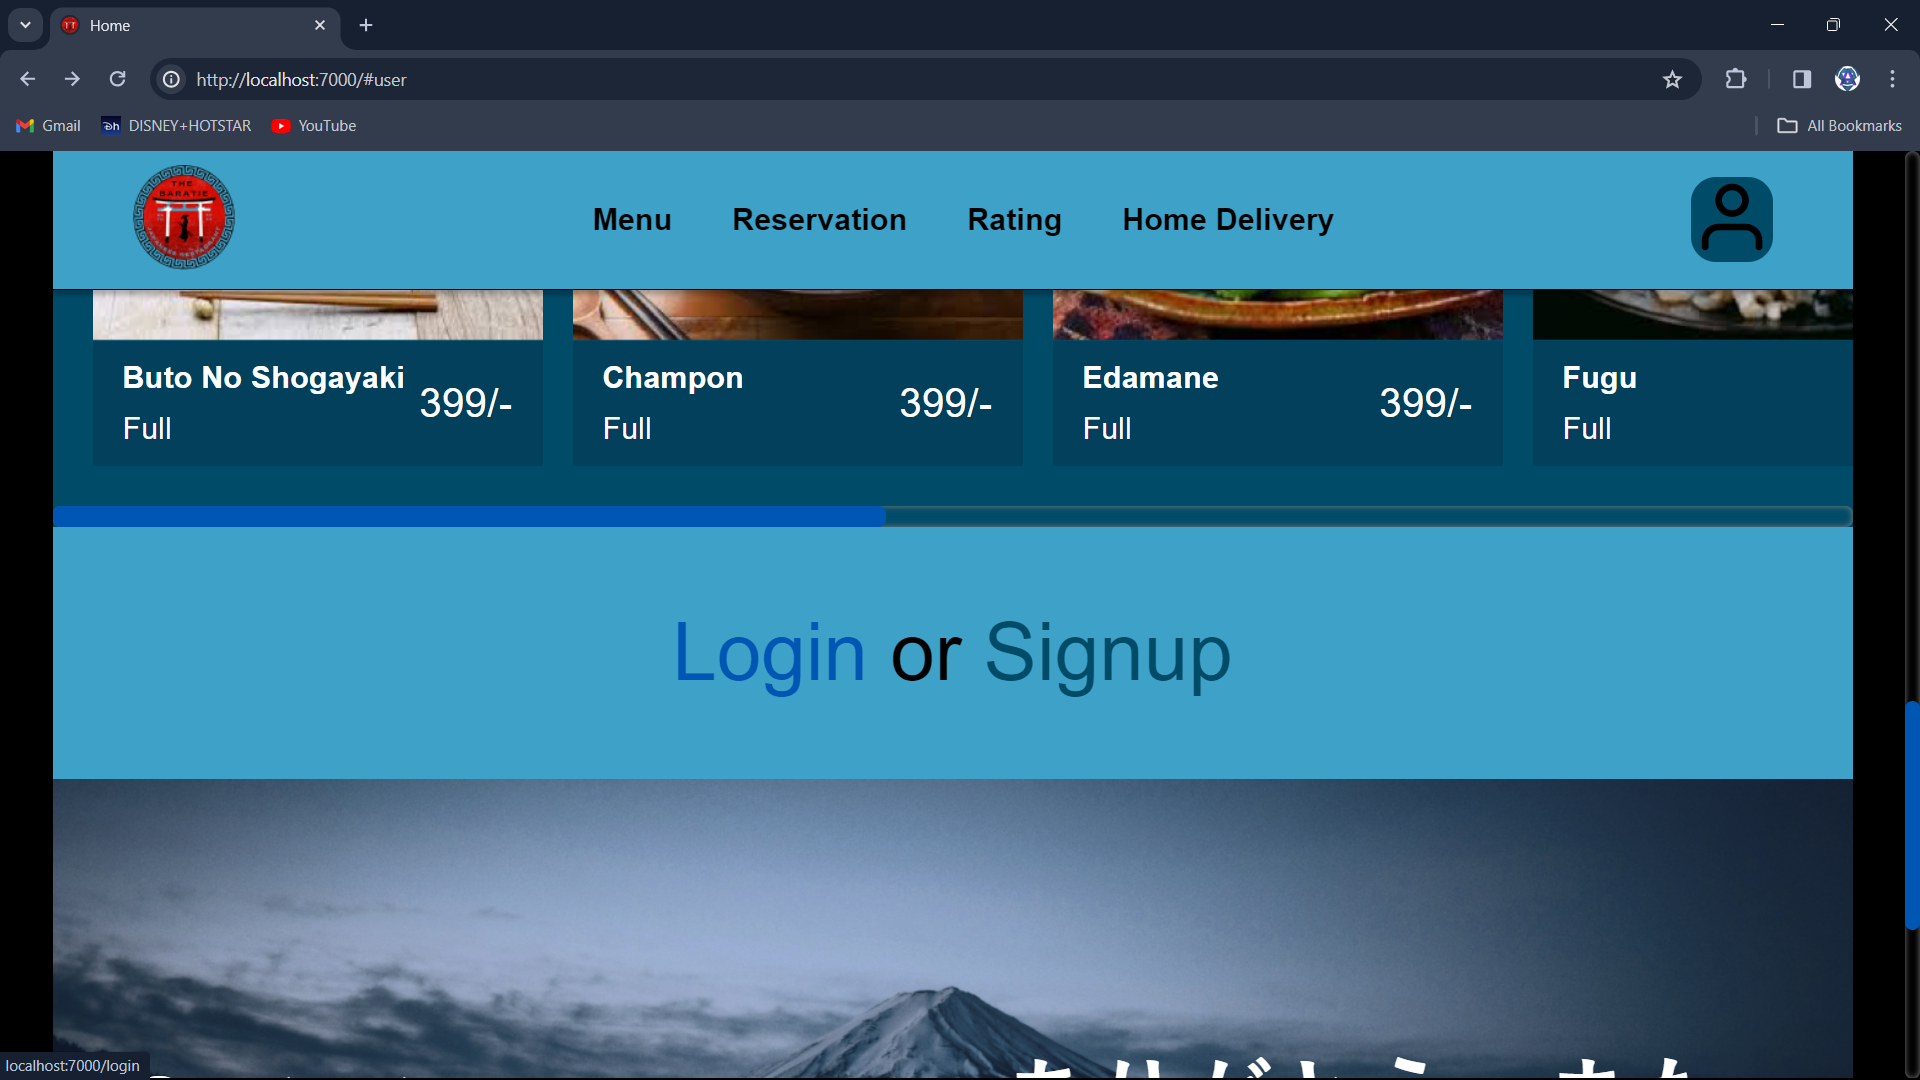 Home
http://localhost:7000/#user
Gmail
DISNEY+HOTSTAR
YouTube
All Bookmarks
THE
BARATIE
Menu
Reservation
Rating
Home Delivery
Buto No Shogayaki
399/-
Full
Champon
399/-
Full
Edamane
399/-
Full
Fugu
Full
Login or Signup
localhost:7000/login